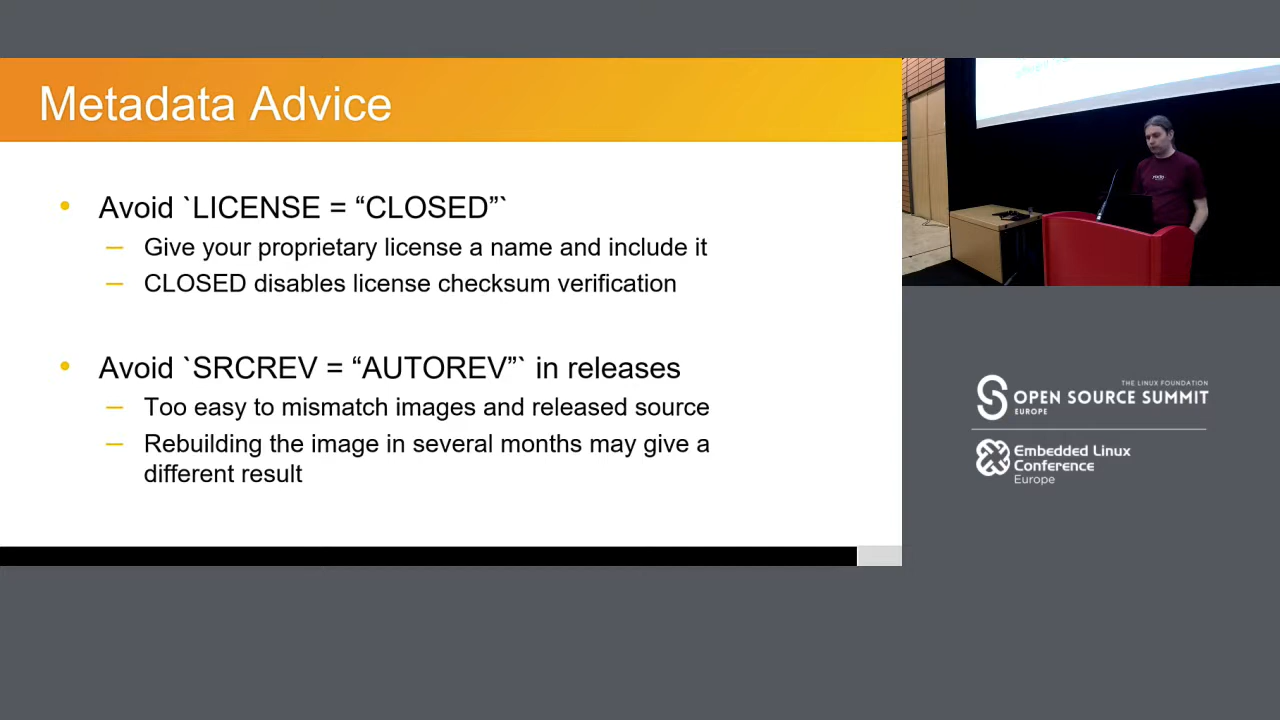 Metadata Advice
• Avoid `LICENSE = “CLOSED”`
– Give your proprietary license a name and include it
– CLOSED disables license checksum verification
• Avoid `SRCREV = “AUTOREV”` in releases
– Too easy to mismatch images and released source
– Rebuilding the image in several months may give a
different result
THE LINUX FOUNDATION
OPEN SOURCE SUMMIT
EUROPE
Embedded Linux
Conference
Europe